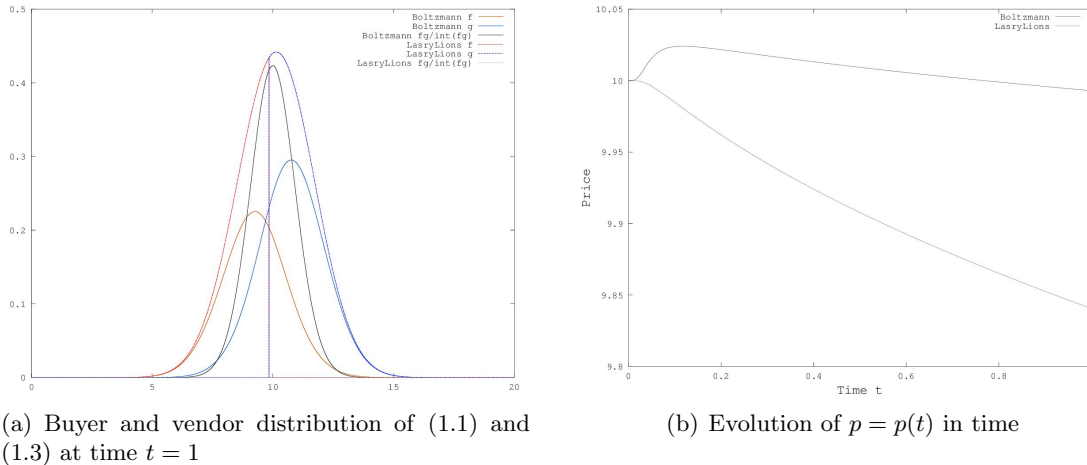 0.5
0.4
0.3
0.2
0.1
0
0
5
10
15
20
Boltzmann f
Boltzmann g
Boltzmann fg/int(fg)
LasryLions f
LasryLions g
LasryLions fg/int(fg)
10.05
10
9.95
9.9
9.85
9.8
Price
0
0.2
0.4
0.6
0.8
Time t
Boltzmann
LasryLions
(a) Buyer and vendor distribution of (1.1) and
(1.3) at time t = 1
(b) Evolution of p = p(t) in time